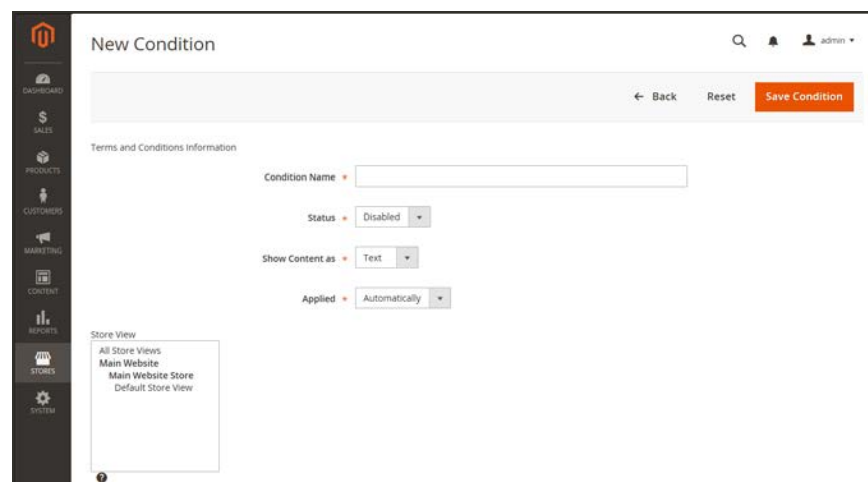 New Condition
admin
DASHBOARD
SALES
PRODUCTS
CUSTOMERS
MARKETING
CONTENT
REPORTS
STORES
SYSTEM
← Back Reset Save Condition
Terms and Conditions Information
Condition Name *
Status * Disabled
Show Content as * Text
Applied * Automatically
Store View
All Store Views
Main Website
Main Website Store
Default Store View